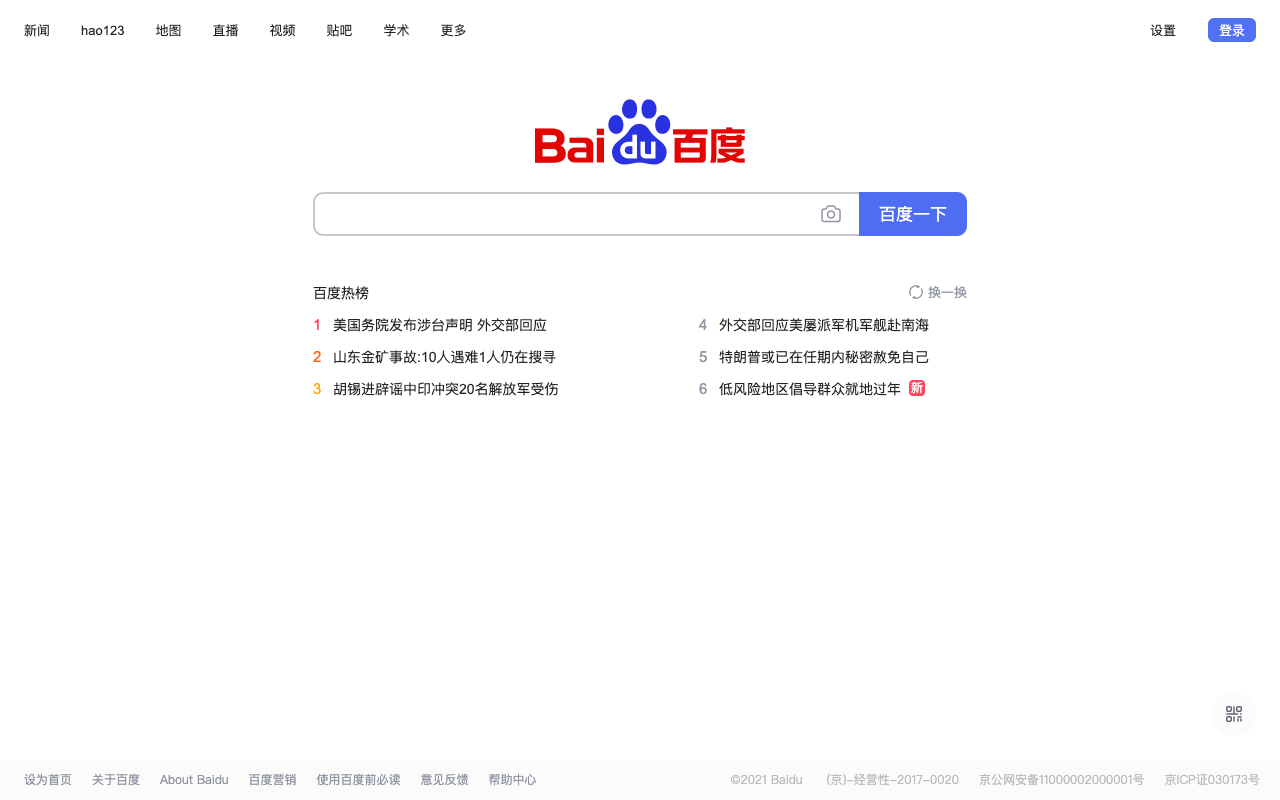 新闻 hao123 地图 直播 视频 贴吧 学术 更多 设置 登录
Bai du 百度
百度一下
百度热榜 换一换
1 美国务院发布涉台声明 外交部回应
2 山东金矿事故:10人遇难1人仍在搜寻
3 胡锡进辟谣中印冲突20名解放军受伤
4 外交部回应美屡派军机军舰赴南海
5 特朗普或已在任期内秘密赦免自己
6 低风险地区倡导群众就地过年 新
设为首页 关于百度 About Baidu 百度营销 使用百度前必读 意见反馈 帮助中心 ©2021 Baidu (京)-经营性-2017-0020 京公网安备11000002000001号 京ICP证030173号